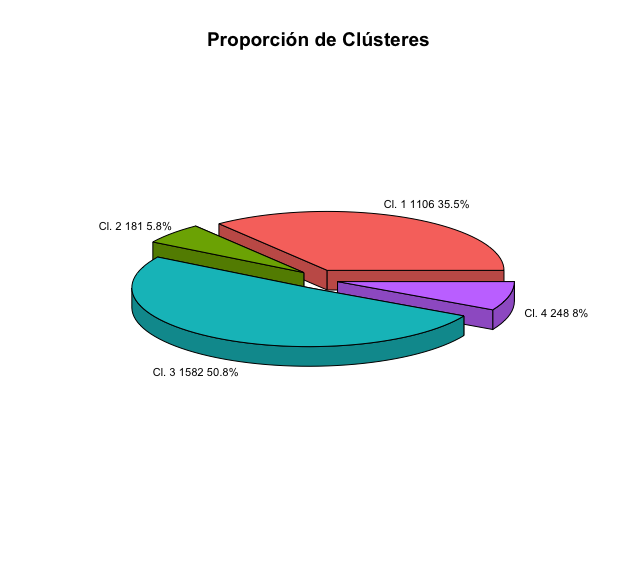 Proporción de Clústeres
Cl. 1 1106 35.5%
Cl. 2 181 5.8%
Cl. 4 248 8%
Cl. 3 1582 50.8%